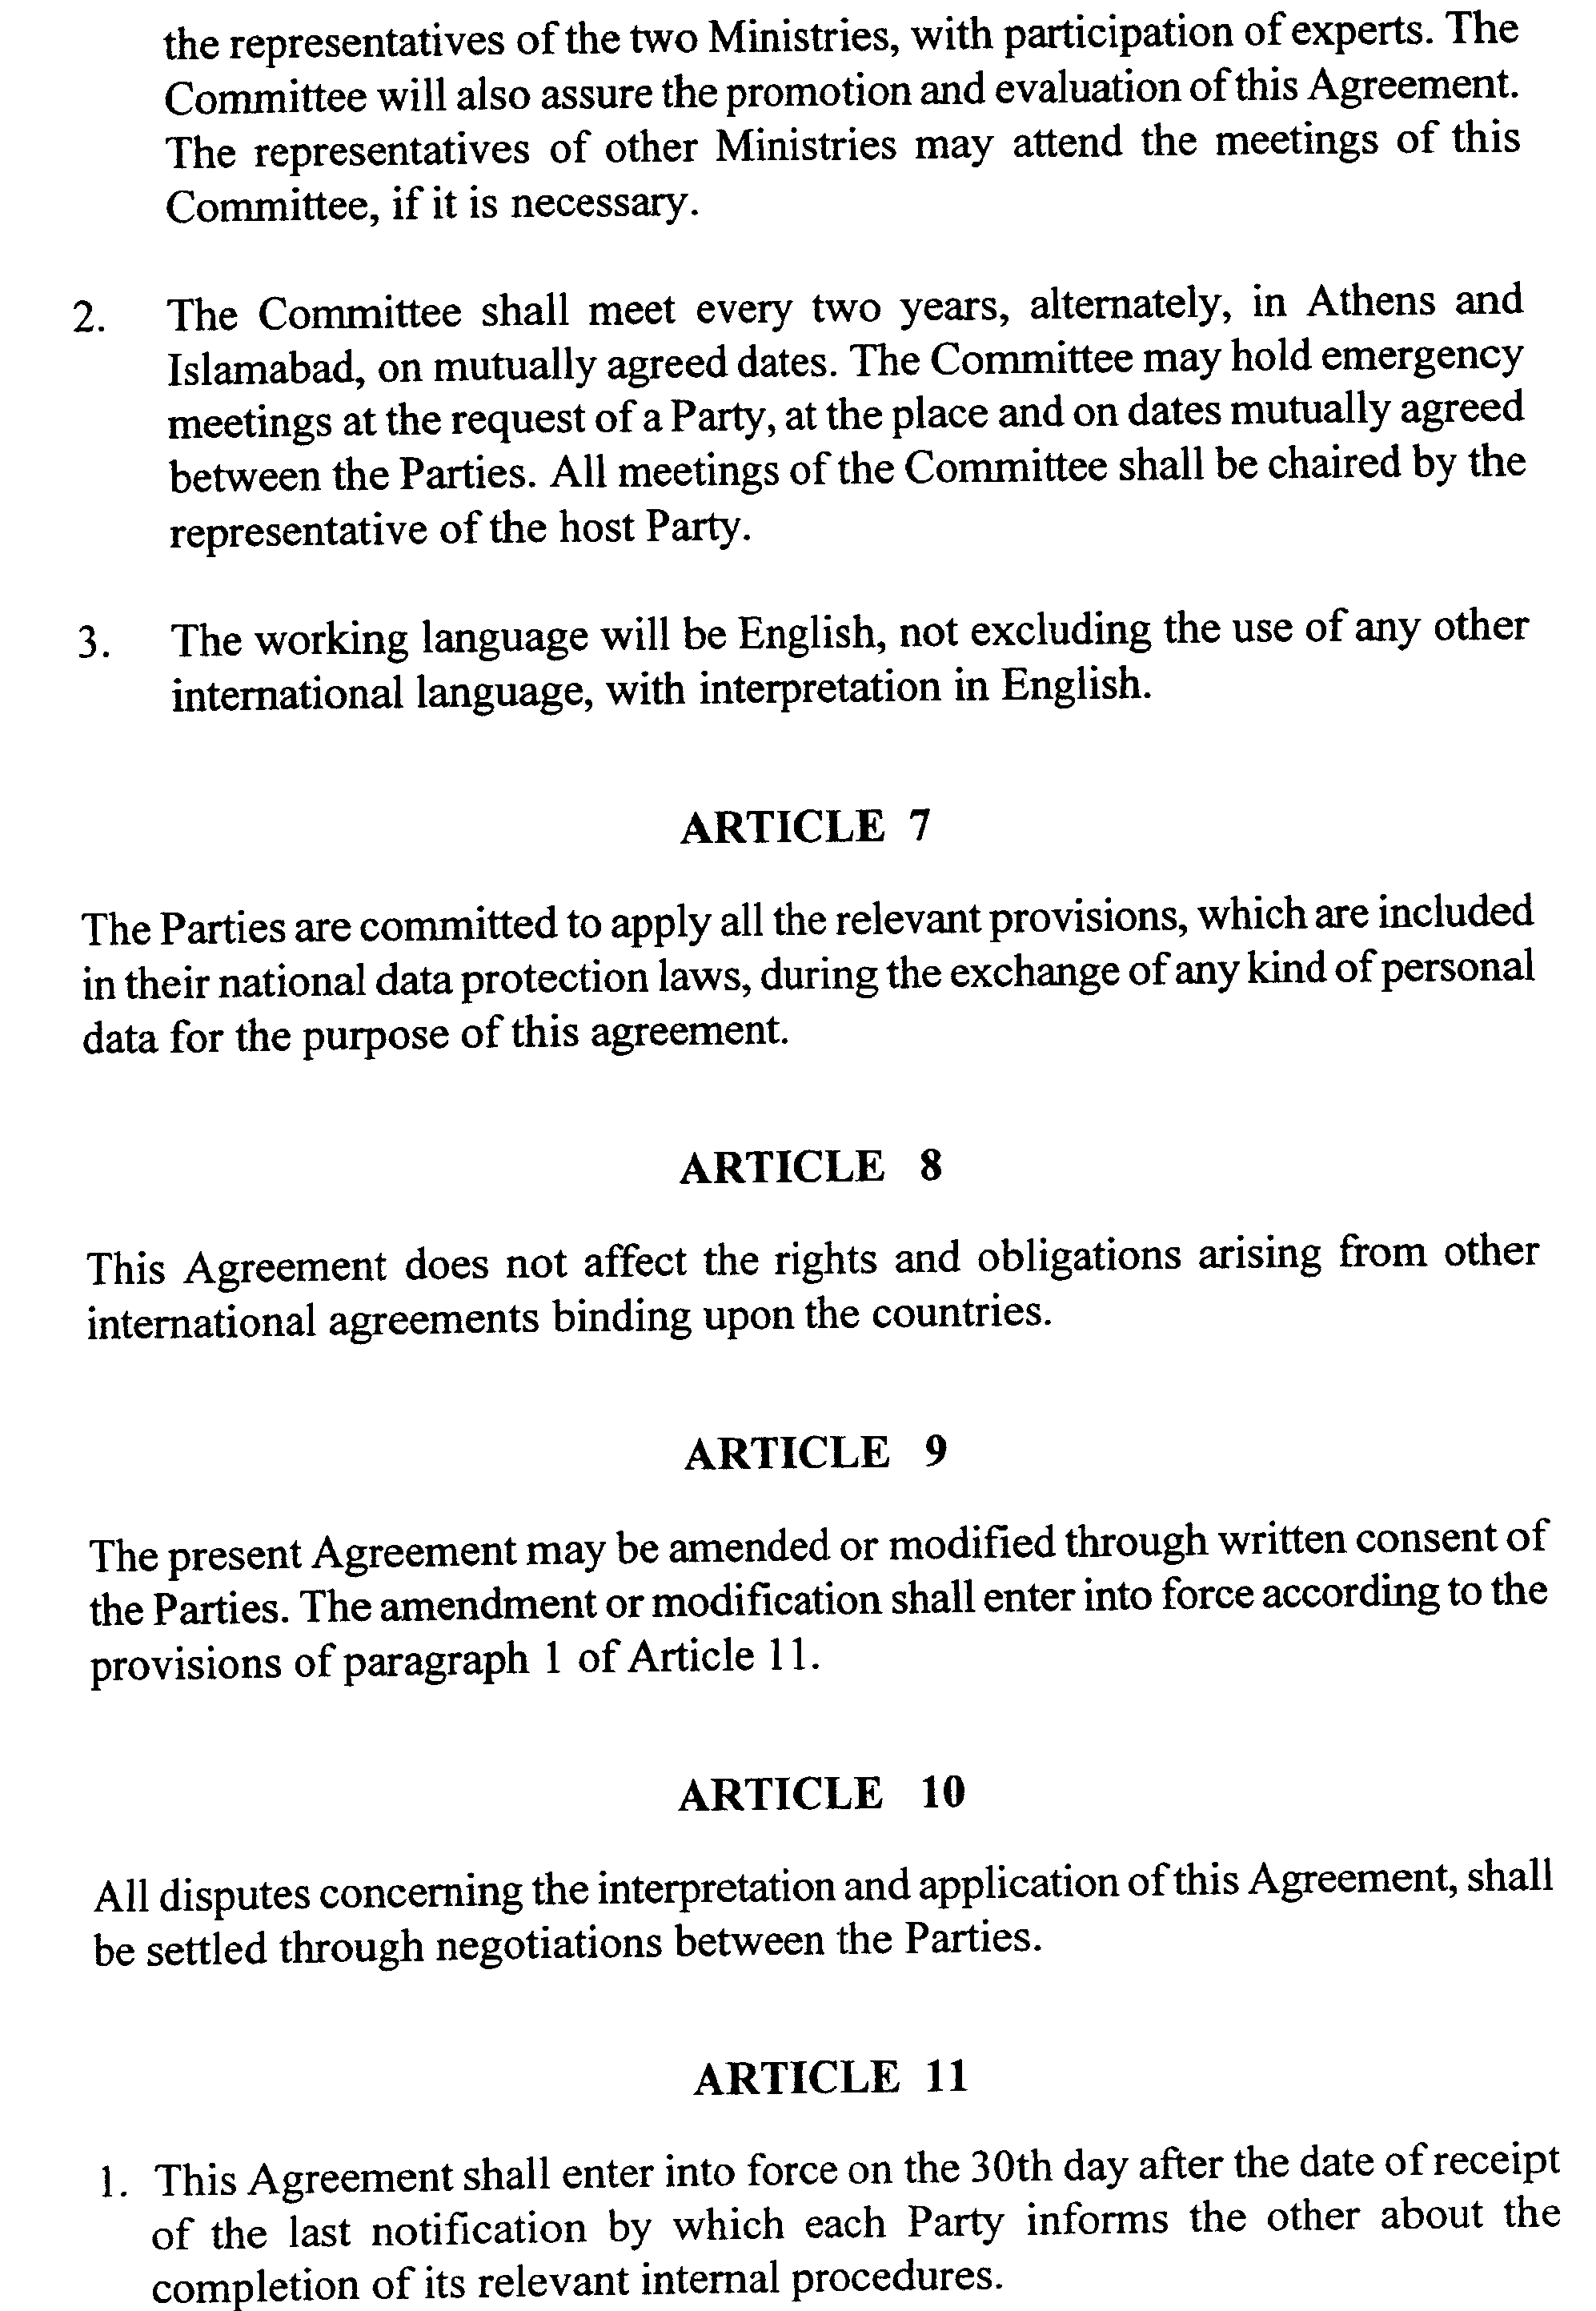 the representatives of the two Ministries, with participation of experts. The
Committee will also assure the promotion and evaluation of this Agreement.
The representatives of other Ministries may attend the meetings of this
Committee, if it is necessary.
2. The Committee shall meet every two years, alternately, in Athens and
Islamabad, on mutually agreed dates. The Committee may hold emergency
meetings at the request of a Party, at the place and on dates mutually agreed
between the Parties. All meetings of the Committee shall be chaired by the
representative of the host Party.
3. The working language will be English, not excluding the use of any other
international language, with interpretation in English.
ARTICLE 7
The Parties are committed to apply all the relevant provisions, which are included
in their national data protection laws, during the exchange of any kind of personal
data for the purpose of this agreement.
ARTICLE 8
This Agreement does not affect the rights and obligations arising from other
international agreements binding upon the countries.
ARTICLE 9
The present Agreement may be amended or modified through written consent of
the Parties. The amendment or modification shall enter into force according to the
provisions of paragraph 1 of Article 11.
ARTICLE 10
All disputes concerning the interpretation and application of this Agreement, shall
be settled through negotiations between the Parties.
ARTICLE 11
1. This Agreement shall enter into force on the 30th day after the date of receipt
of the last notification by which each Party informs the other about the
completion of its relevant internal procedures.